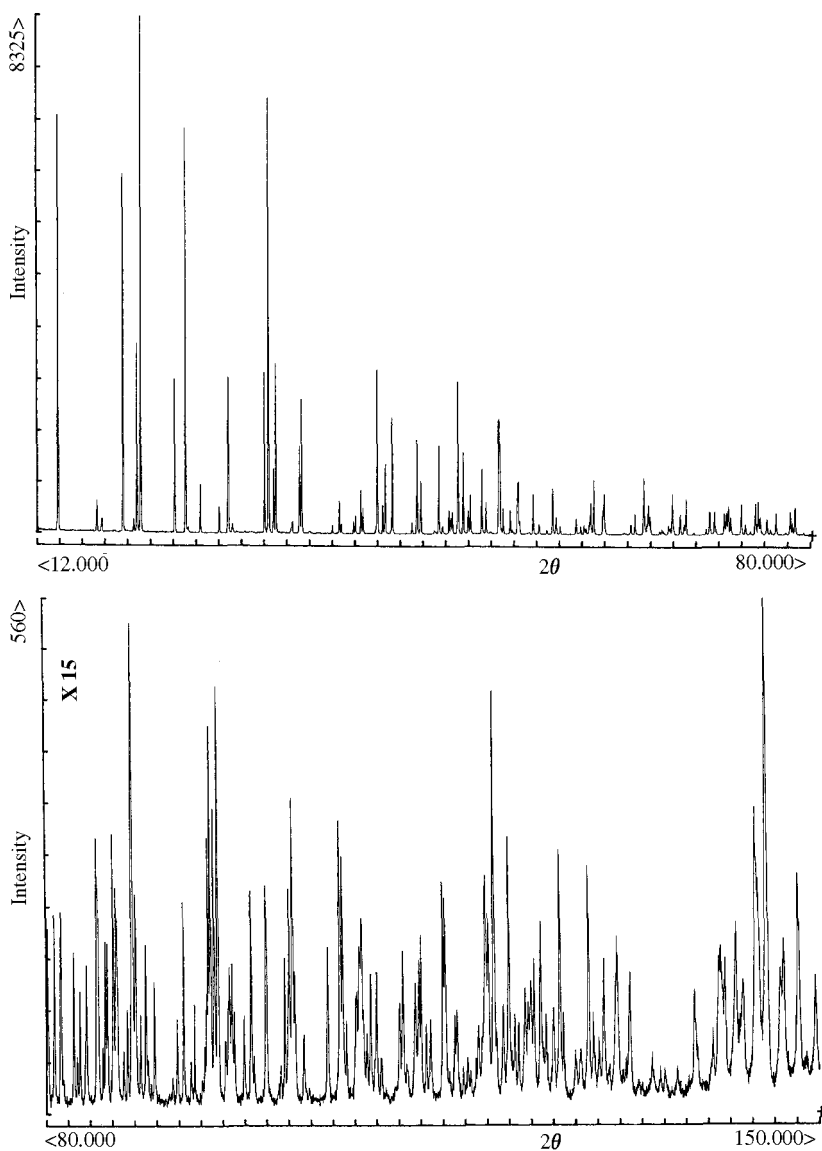 8325>
Intensity
<12.000
2θ
80.000>
560>
X 15
Intensity
<80.000
2θ
150.000>